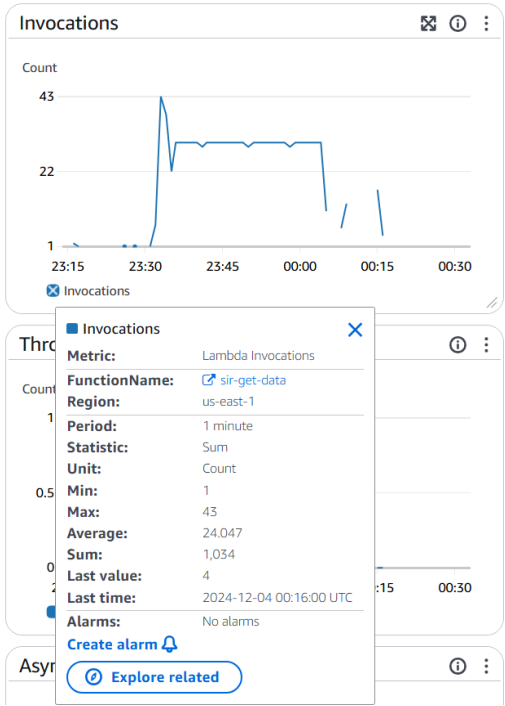 Invocations
Count
43
22
1
23:15 23:30 23:45 00:00 00:15 00:30
Invocations
Invocations
Metric: Lambda Invocations
FunctionName: sir-get-data
Region: us-east-1
Period: 1 minute
Statistic: Sum
Unit: Count
Min: 1
Max: 43
Average: 24.047
Sum: 1,034
Last value: 4
Last time: 2024-12-04 00:16:00 UTC
Alarms: No alarms
Create alarm
Explore related
Thro
Count
1
0.5
0
2 :15 00:30
Asyn